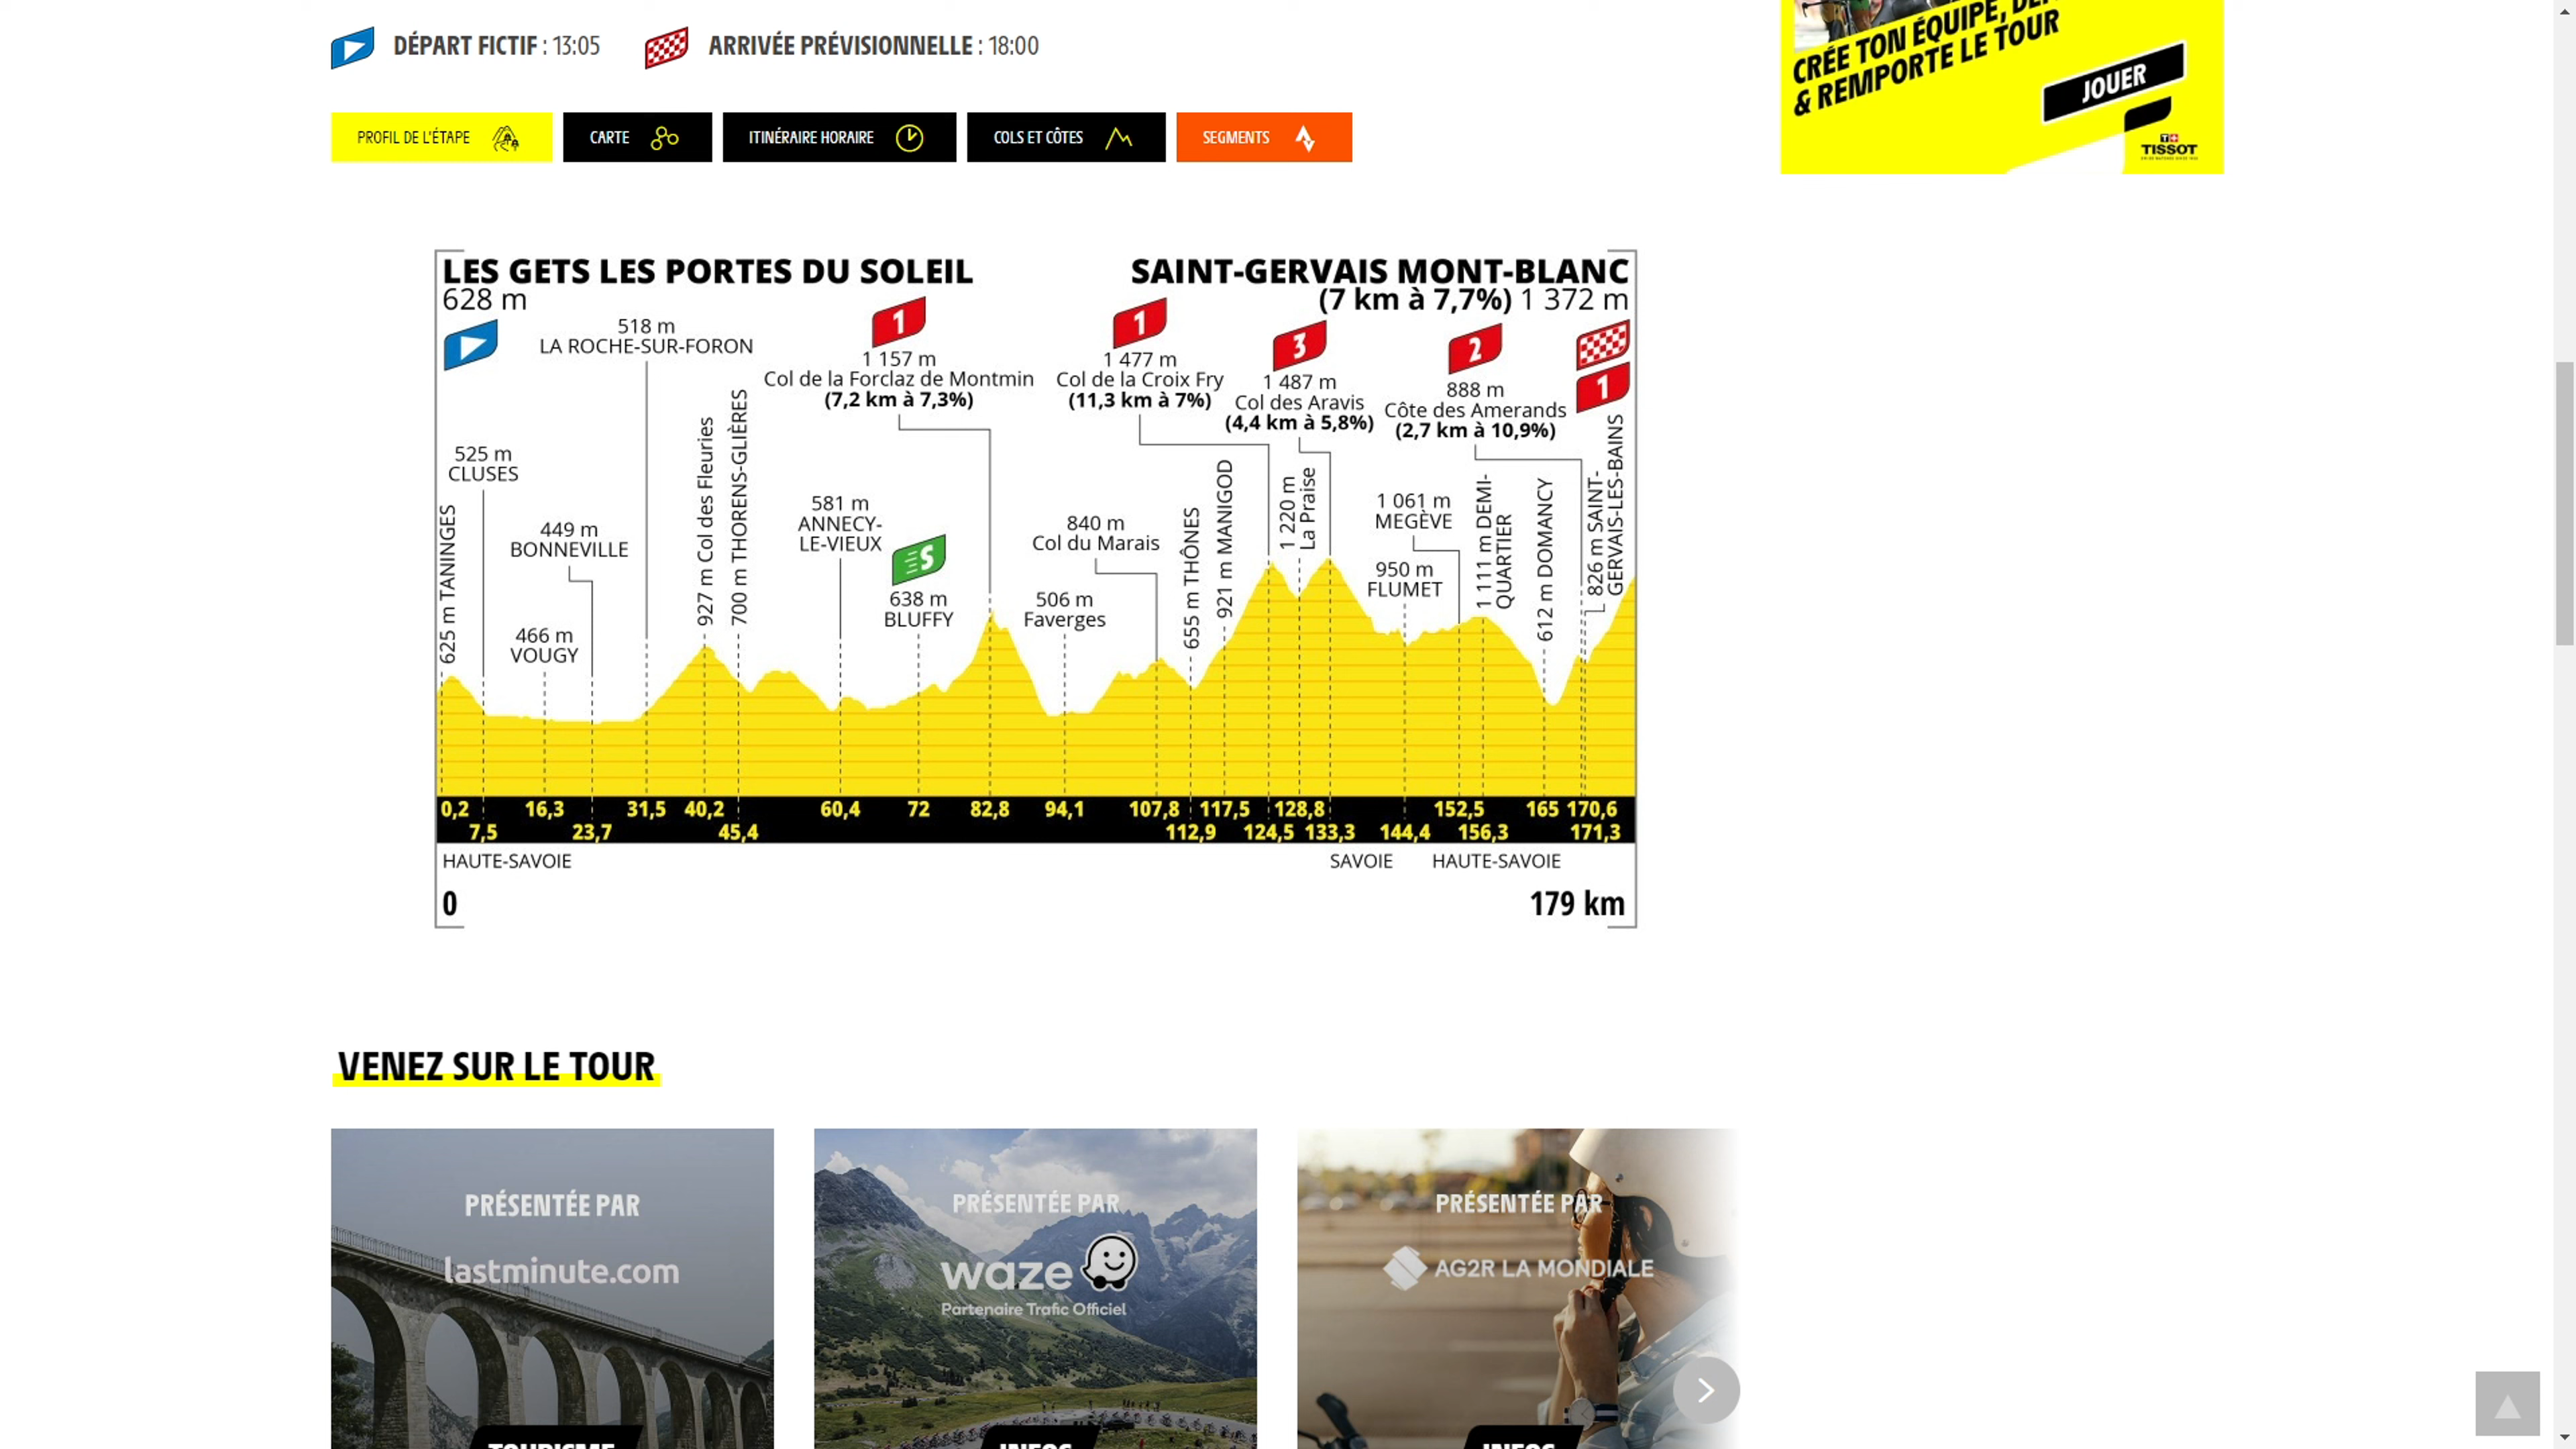 CRÉE TON ÉQUIPE,
& REMPORTE LE TOUR
JOUER
T+
TISSOT
DÉPART FICTIF : 13:05
ARRIVÉE PRÉVISIONNELLE : 18:00
PROFIL DE L'ÉTAPE
CARTE
ITINÉRAIRE HORAIRE
COLS ET CÔTES
SEGMENTS
LES GETS LES PORTES DU SOLEIL
628 m
SAINT-GERVAIS MONT-BLANC
(7 km à 7,7%) 1 372 m
625 m TANINGES
525 m
CLUSES
466 m
VOUGY
449 m
BONNEVILLE
518 m
LA ROCHE-SUR-FORON
927 m Col des Fleuries
700 m THORENS-GLIÈRES
581 m
ANNECY-
LE-VIEUX
S
638 m
BLUFFY
1
1 157 m
Col de la Forclaz de Montmin
(7,2 km à 7,3%)
506 m
Faverges
840 m
Col du Marais
655 m THÔNES
921 m MANIGOD
1
1 477 m
Col de la Croix Fry
(11,3 km à 7%)
1 220 m
La Praise
3
1 487 m
Col des Aravis
(4,4 km à 5,8%)
950 m
FLUMET
1 061 m
MEGÈVE
1 111 m DEMI-
QUARTIER
612 m DOMANCY
2
888 m
Côte des Amerands
(2,7 km à 10,9%)
826 m SAINT-
GERVAIS-LES-BAINS
1
0,2 16,3 31,5 40,2 60,4 72 82,8 94,1 107,8 117,5 128,8 152,5 165 170,6
7,5 23,7 45,4 112,9 124,5 133,3 144,4 156,3 171,3
HAUTE-SAVOIE SAVOIE HAUTE-SAVOIE
0 179 km
VENEZ SUR LE TOUR
PRÉSENTÉE PAR
lastminute.com
TOURISME
PRÉSENTÉE PAR
waze
Partenaire Trafic Officiel
INFOS
PRÉSENTÉE PAR
AG2R LA MONDIALE
INFOS